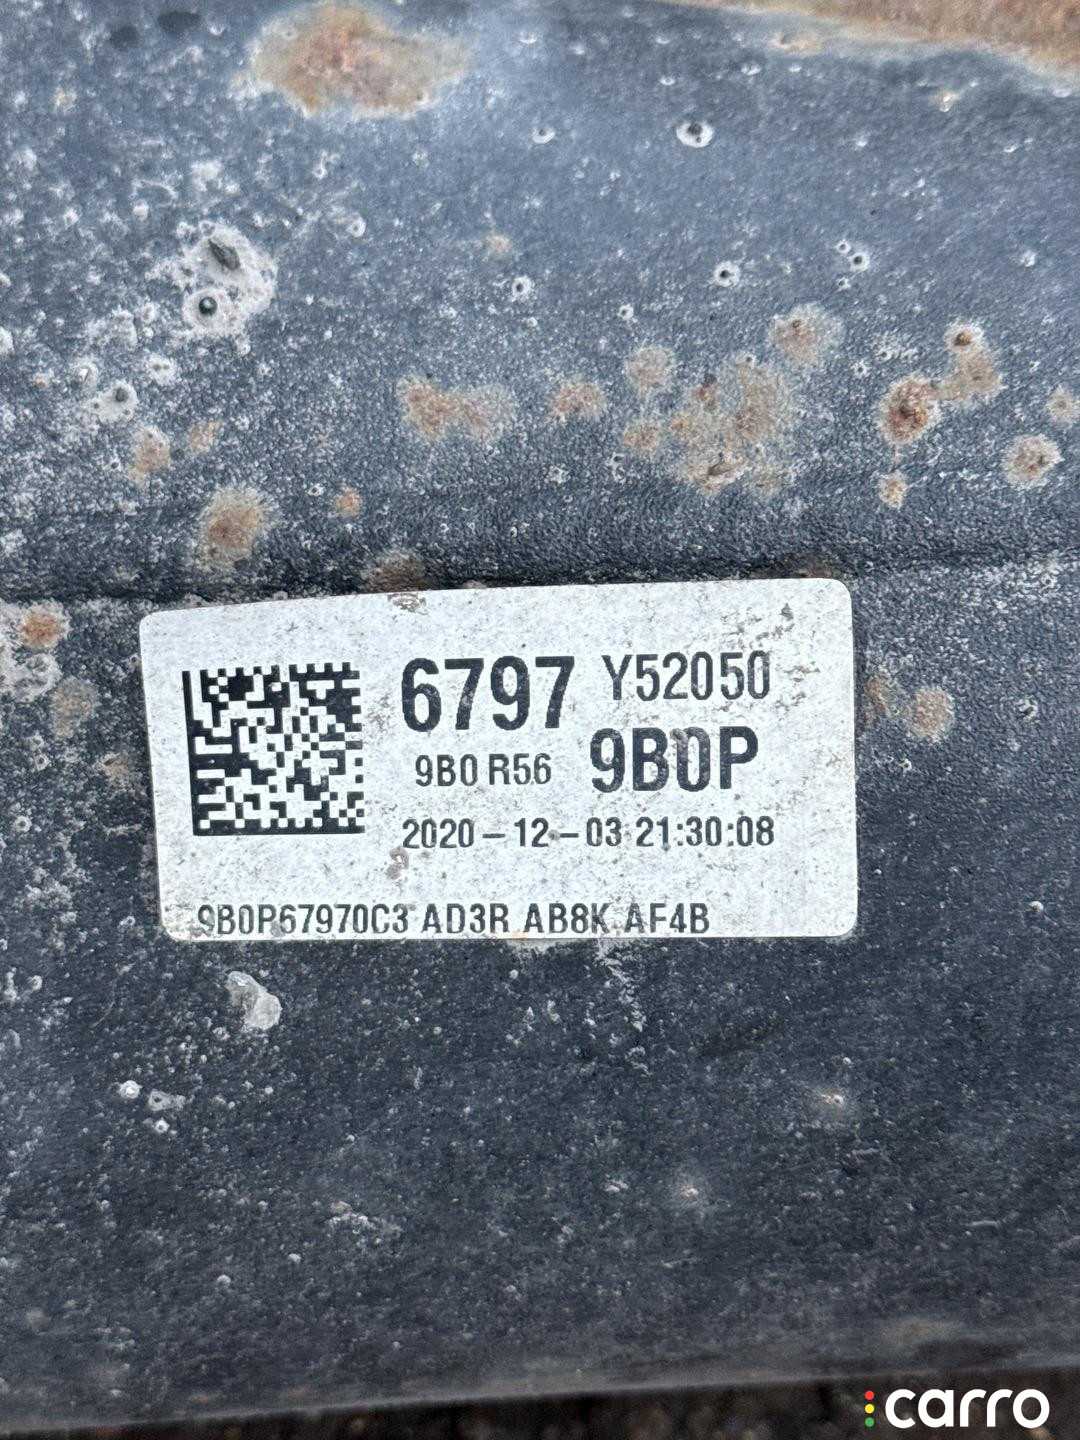 6797 Y52050
9B0 R56 9B0P
2020-12-03 21:30:08
9B0P67970C3 AD3R AB8K AF4B
carro